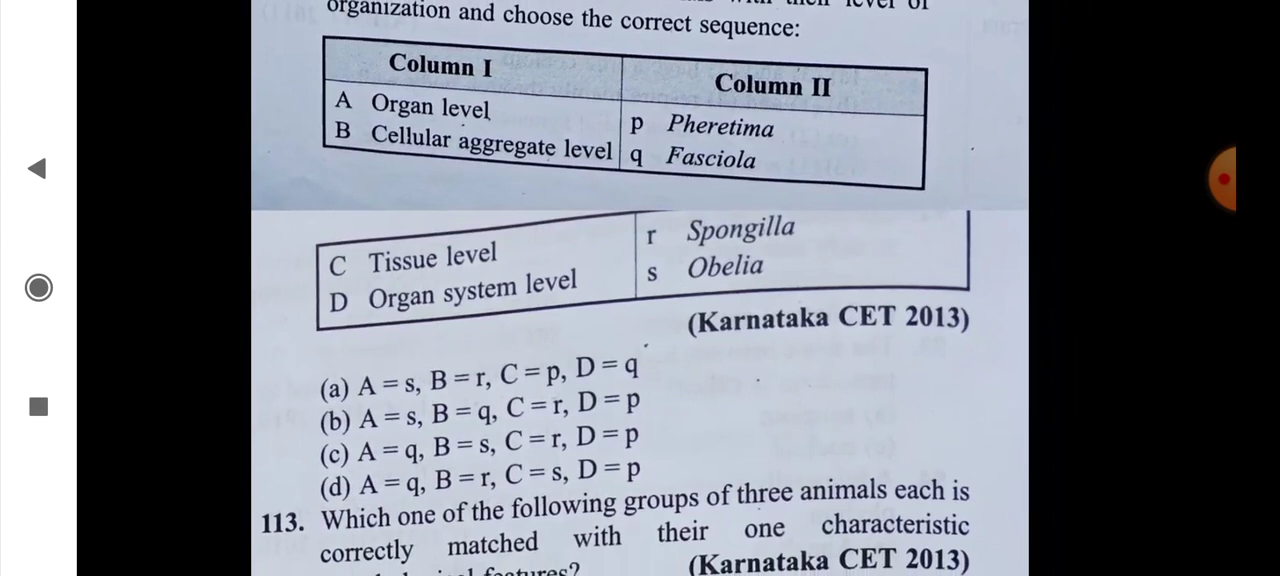 organization and choose the correct sequence:
Column I Column II
A Organ level p Pheretima
B Cellular aggregate level q Fasciola
C Tissue level r Spongilla
D Organ system level s Obelia
(Karnataka CET 2013)
(a) A = s, B = r, C = p, D = q
(b) A = s, B = q, C = r, D = p
(c) A = q, B = s, C = r, D = p
(d) A = q, B = r, C = s, D = p
113. Which one of the following groups of three animals each is
correctly matched with their one characteristic
features?
(Karnataka CET 2013)